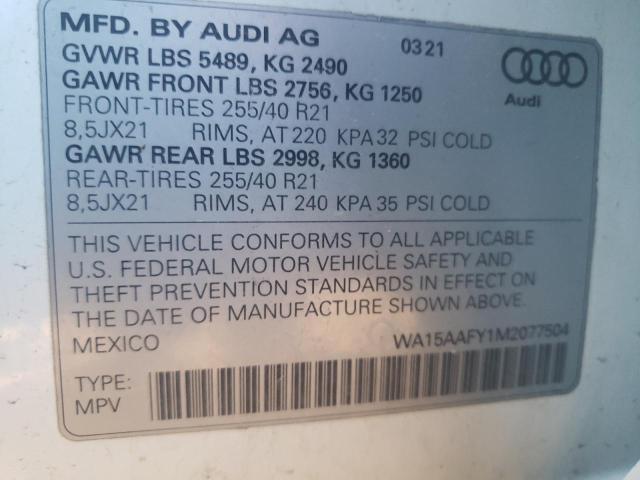 MFD. BY AUDI AG 03 21
GVWR LBS 5489, KG 2490
GAWR FRONT LBS 2756, KG 1250
Audi
FRONT-TIRES 255/40 R21
8,5JX21 RIMS, AT 220 KPA 32 PSI COLD
GAWR REAR LBS 2998, KG 1360
REAR-TIRES 255/40 R21
8,5JX21 RIMS, AT 240 KPA 35 PSI COLD
THIS VEHICLE CONFORMS TO ALL APPLICABLE
U.S. FEDERAL MOTOR VEHICLE SAFETY AND
THEFT PREVENTION STANDARDS IN EFFECT ON
THE DATE OF MANUFACTURE SHOWN ABOVE.
MEXICO WA15AAFY1M2077504
TYPE:
MPV